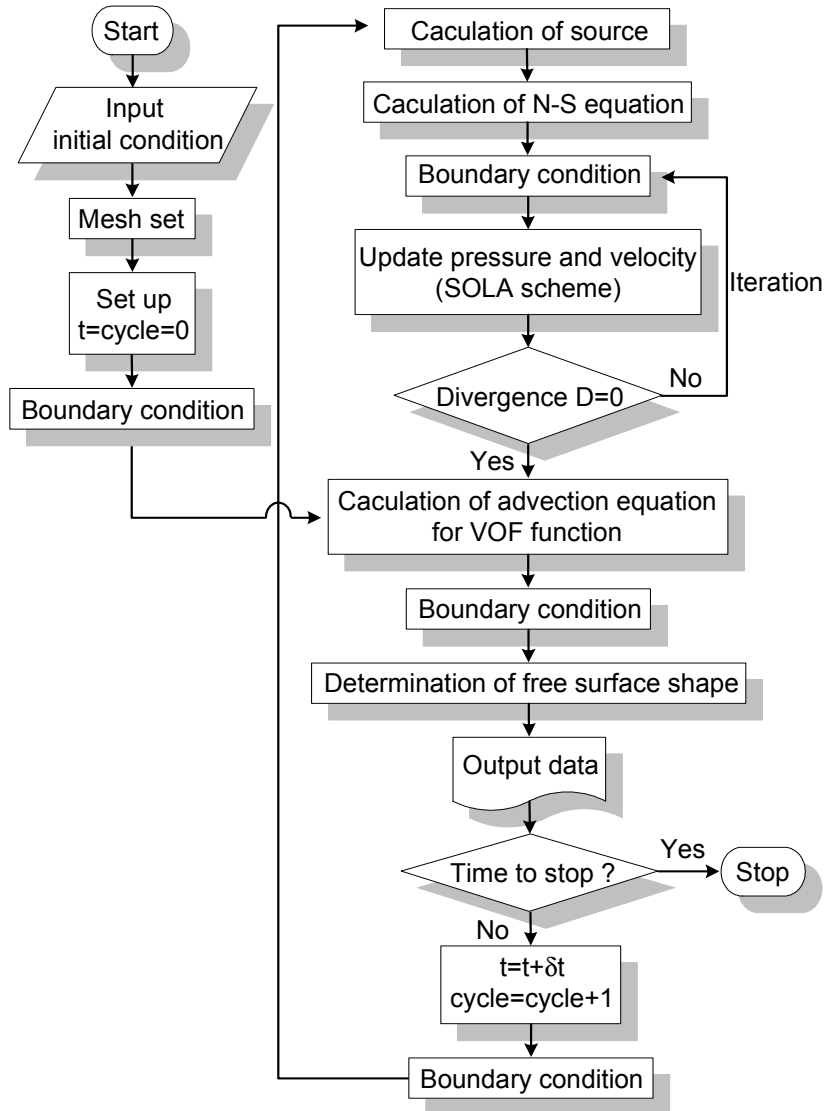 Start
Input
initial condition
Mesh set
Set up
t=cycle=0
Boundary condition
Caculation of source
Caculation of N-S equation
Boundary condition
Update pressure and velocity
(SOLA scheme)
Iteration
Divergence D=0
No
Yes
Caculation of advection equation
for VOF function
Boundary condition
Determination of free surface shape
Output data
Time to stop ?
Yes
Stop
No
t=t+δt
cycle=cycle+1
Boundary condition